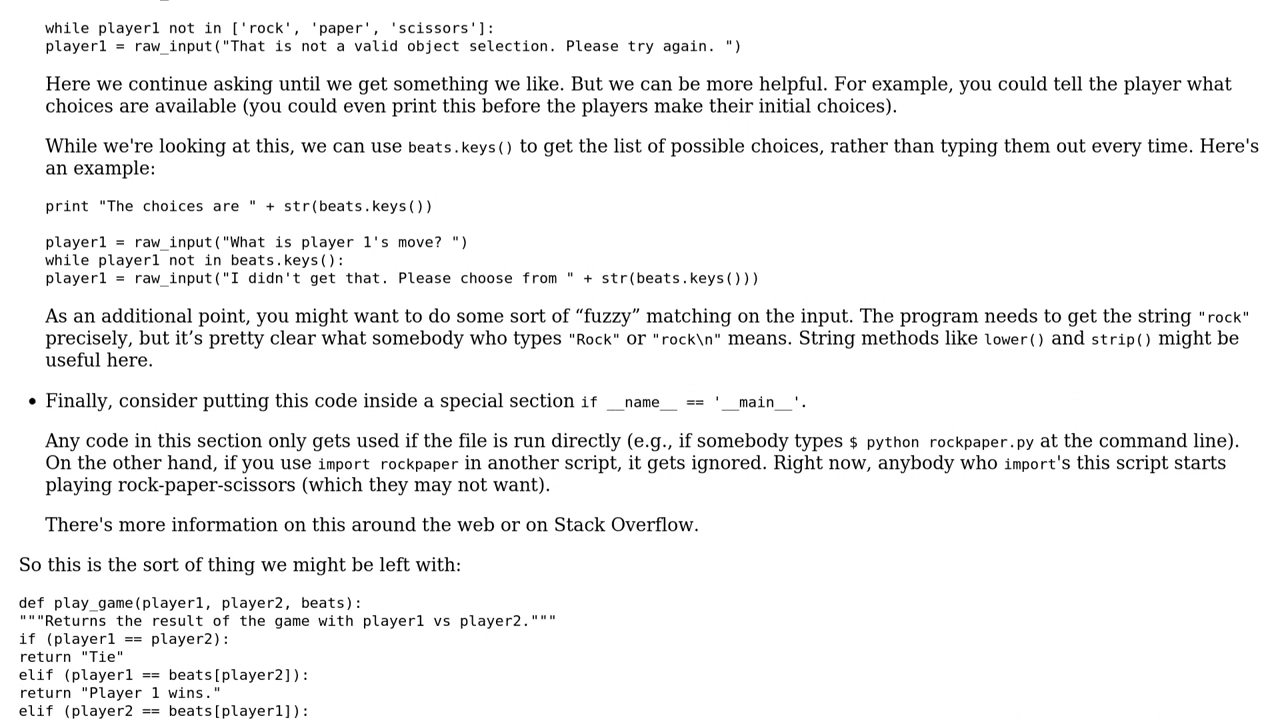 while player1 not in ['rock', 'paper', 'scissors']:
player1 = raw_input("That is not a valid object selection. Please try again. ")
Here we continue asking until we get something we like. But we can be more helpful. For example, you could tell the player what
choices are available (you could even print this before the players make their initial choices).
While we're looking at this, we can use beats.keys() to get the list of possible choices, rather than typing them out every time. Here's
an example:
print "The choices are " + str(beats.keys())
player1 = raw_input("What is player 1's move? ")
while player1 not in beats.keys():
player1 = raw_input("I didn't get that. Please choose from " + str(beats.keys()))
As an additional point, you might want to do some sort of “fuzzy” matching on the input. The program needs to get the string "rock"
precisely, but it’s pretty clear what somebody who types "Rock" or "rock\n" means. String methods like lower() and strip() might be
useful here.
• Finally, consider putting this code inside a special section if __name__ == '__main__'.
Any code in this section only gets used if the file is run directly (e.g., if somebody types $ python rockpaper.py at the command line).
On the other hand, if you use import rockpaper in another script, it gets ignored. Right now, anybody who import's this script starts
playing rock-paper-scissors (which they may not want).
There's more information on this around the web or on Stack Overflow.
So this is the sort of thing we might be left with:
def play_game(player1, player2, beats):
"""Returns the result of the game with player1 vs player2."""
if (player1 == player2):
return "Tie"
elif (player1 == beats[player2]):
return "Player 1 wins."
elif (player2 == beats[player1]):